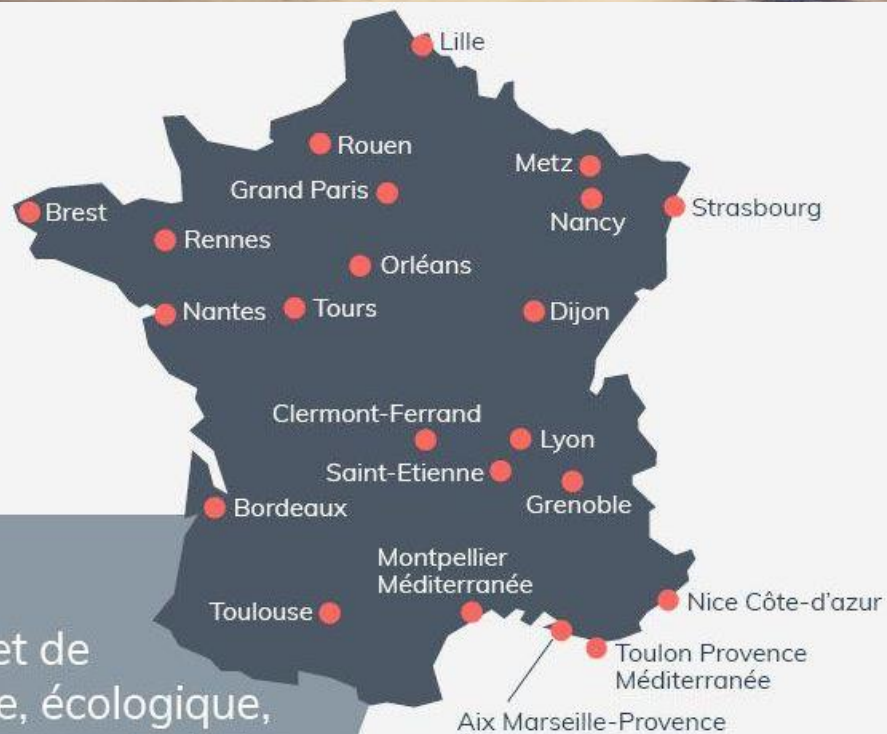 Lille
Rouen
Metz
Grand Paris
Nancy
Strasbourg
Brest
Rennes
Orléans
Nantes
Tours
Dijon
Clermont-Ferrand
Lyon
Saint-Etienne
Grenoble
Bordeaux
Montpellier
Méditerranée
Toulouse
Nice Côte-d'azur
Toulon Provence
Méditerranée
Aix Marseille-Provence
et de
écologique,